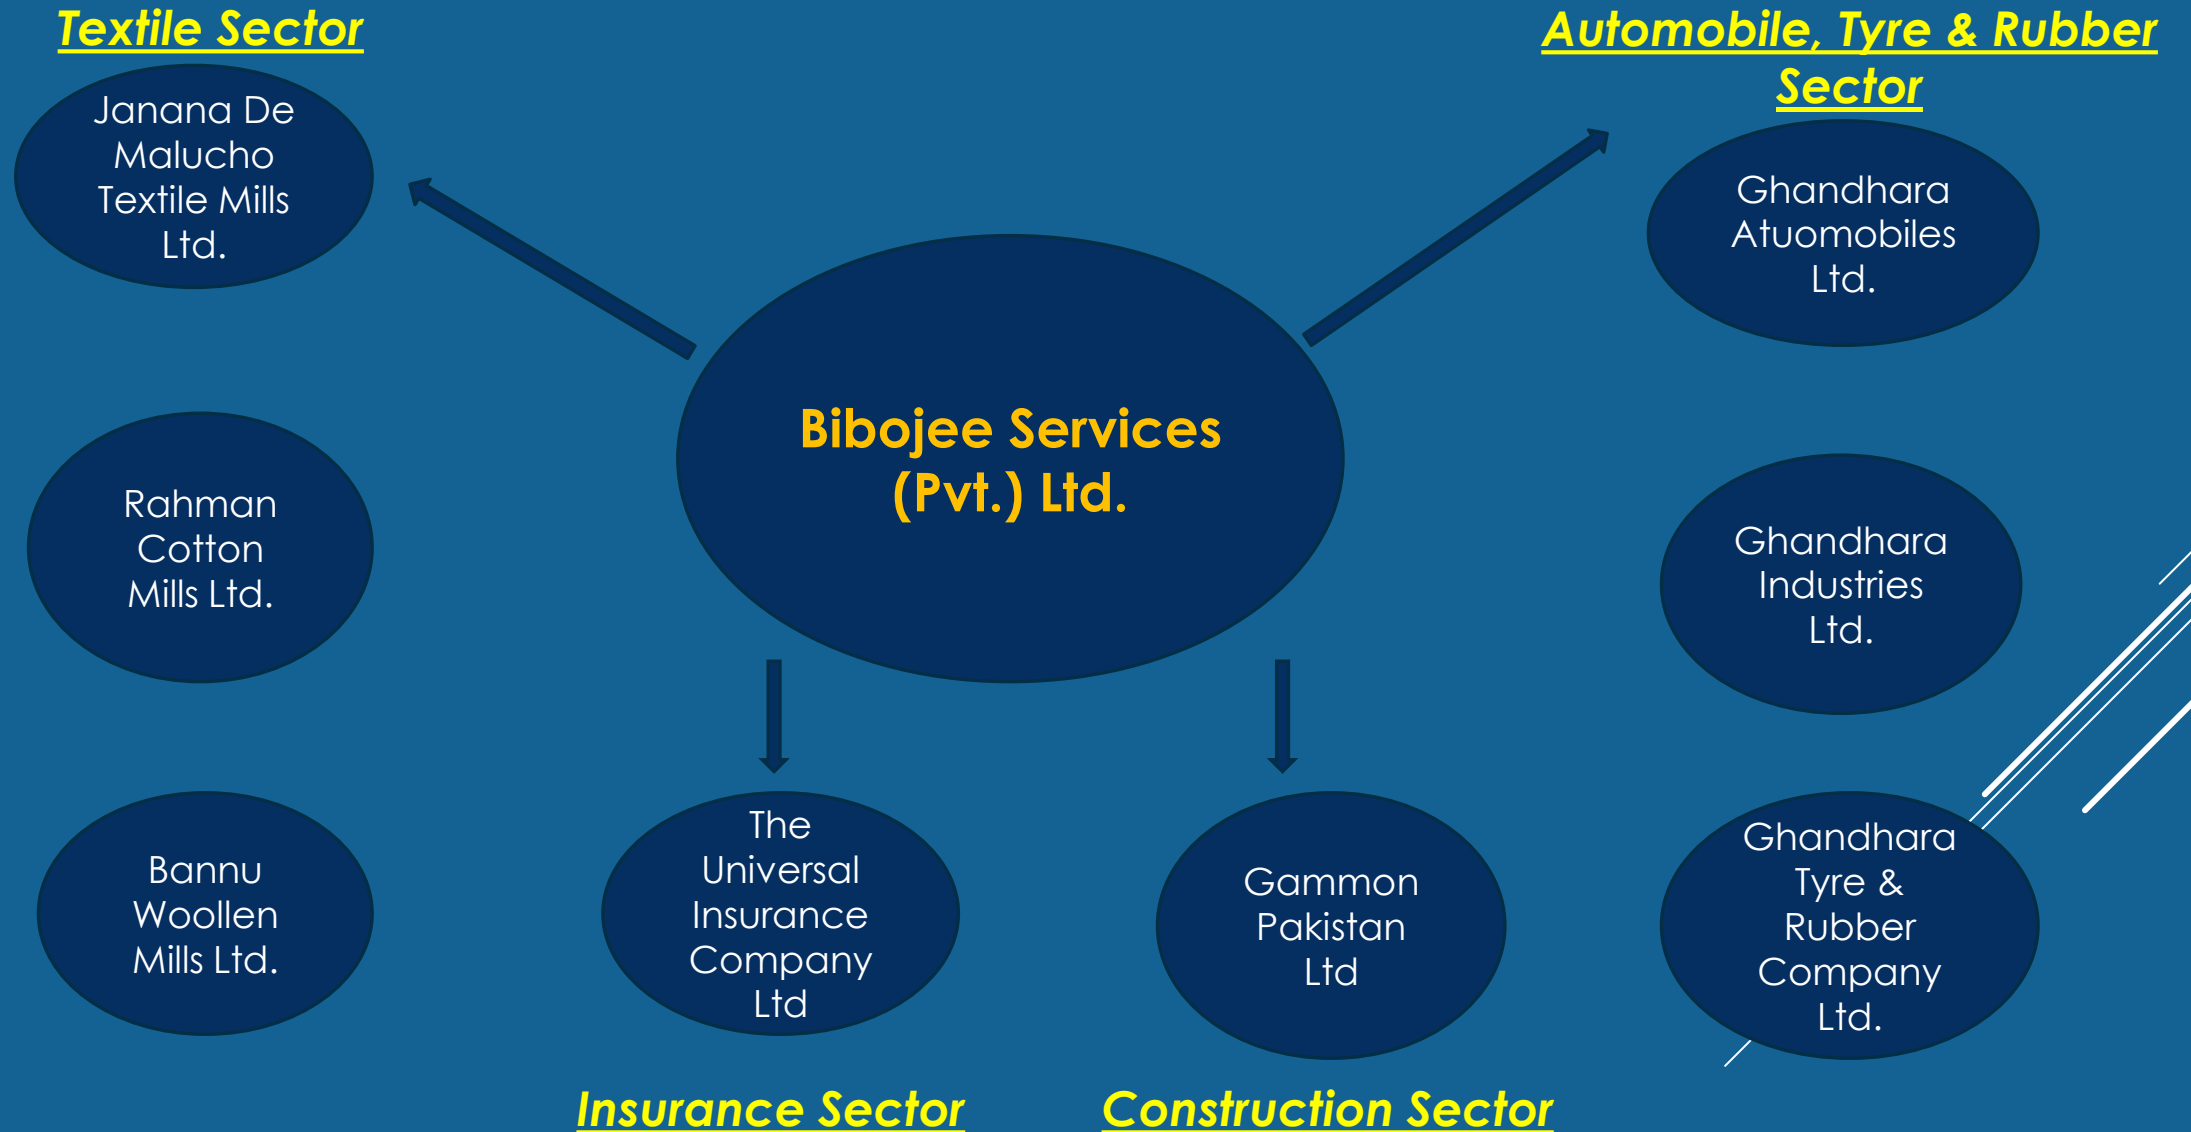 Textile Sector
Janana De
Malucho
Textile Mills
Ltd.
Rahman
Cotton
Mills Ltd.
Bannu
Woollen
Mills Ltd.
Bibojee Services
(Pvt.) Ltd.
The
Universal
Insurance
Company
Ltd
Insurance Sector
Gammon
Pakistan
Ltd
Construction Sector
Automobile, Tyre & Rubber
Sector
Ghandhara
Atuomobiles
Ltd.
Ghandhara
Industries
Ltd.
Ghandhara
Tyre &
Rubber
Company
Ltd.